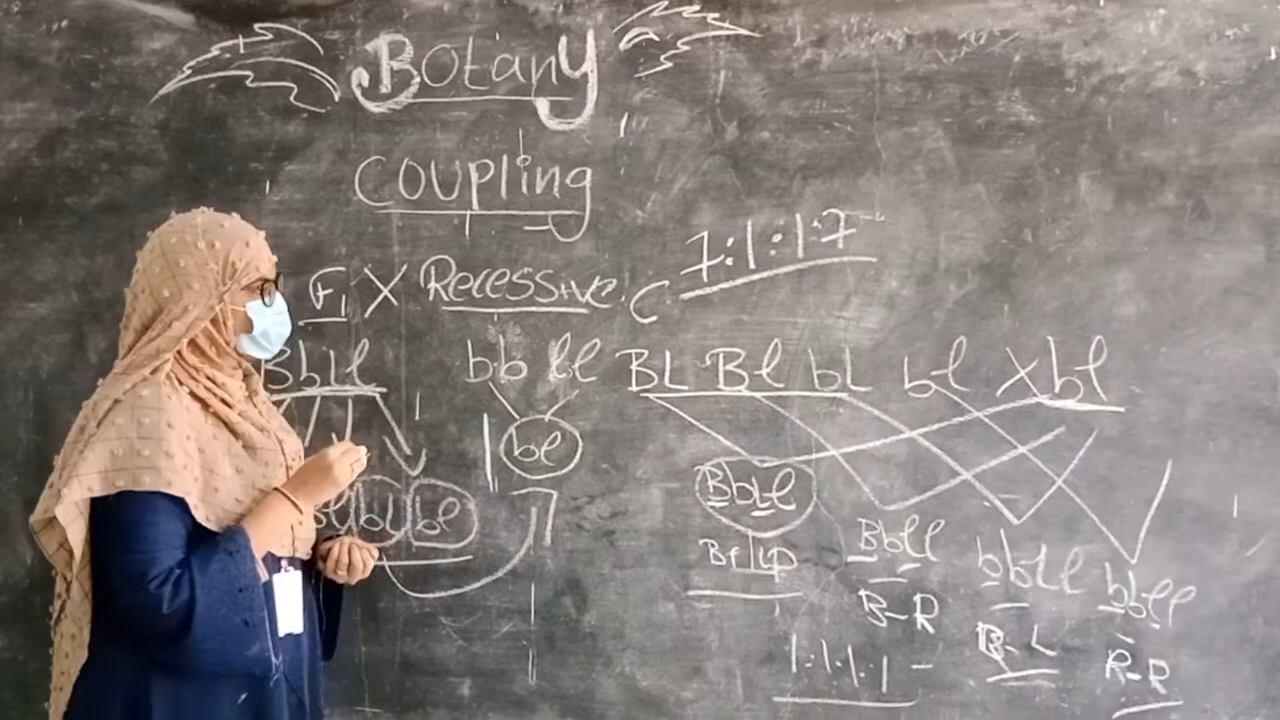 Botany
Coupling
F1 X Recessive C 7:1:1:7
BbLl bb ll BL Bl bL bl X bl
bl bl
BbLl
Bbll bbLl bbll
B-R
R-R
1:1:1:1